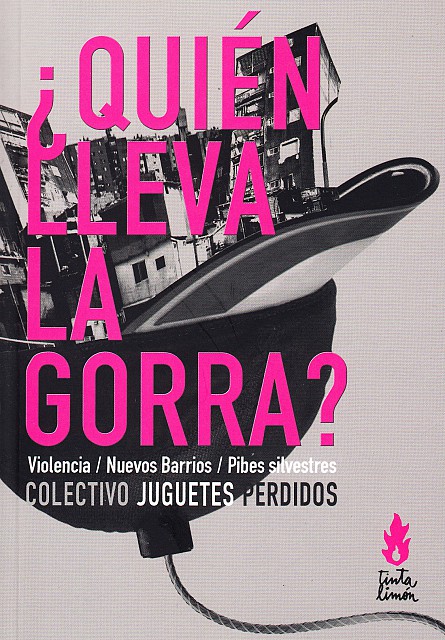 ¿QUIÉN
LLEVA
LA
GORRA?
Violencia / Nuevos Barrios / Pibes silvestres
COLECTIVO JUGUETES PERDIDOS
tinta
limón